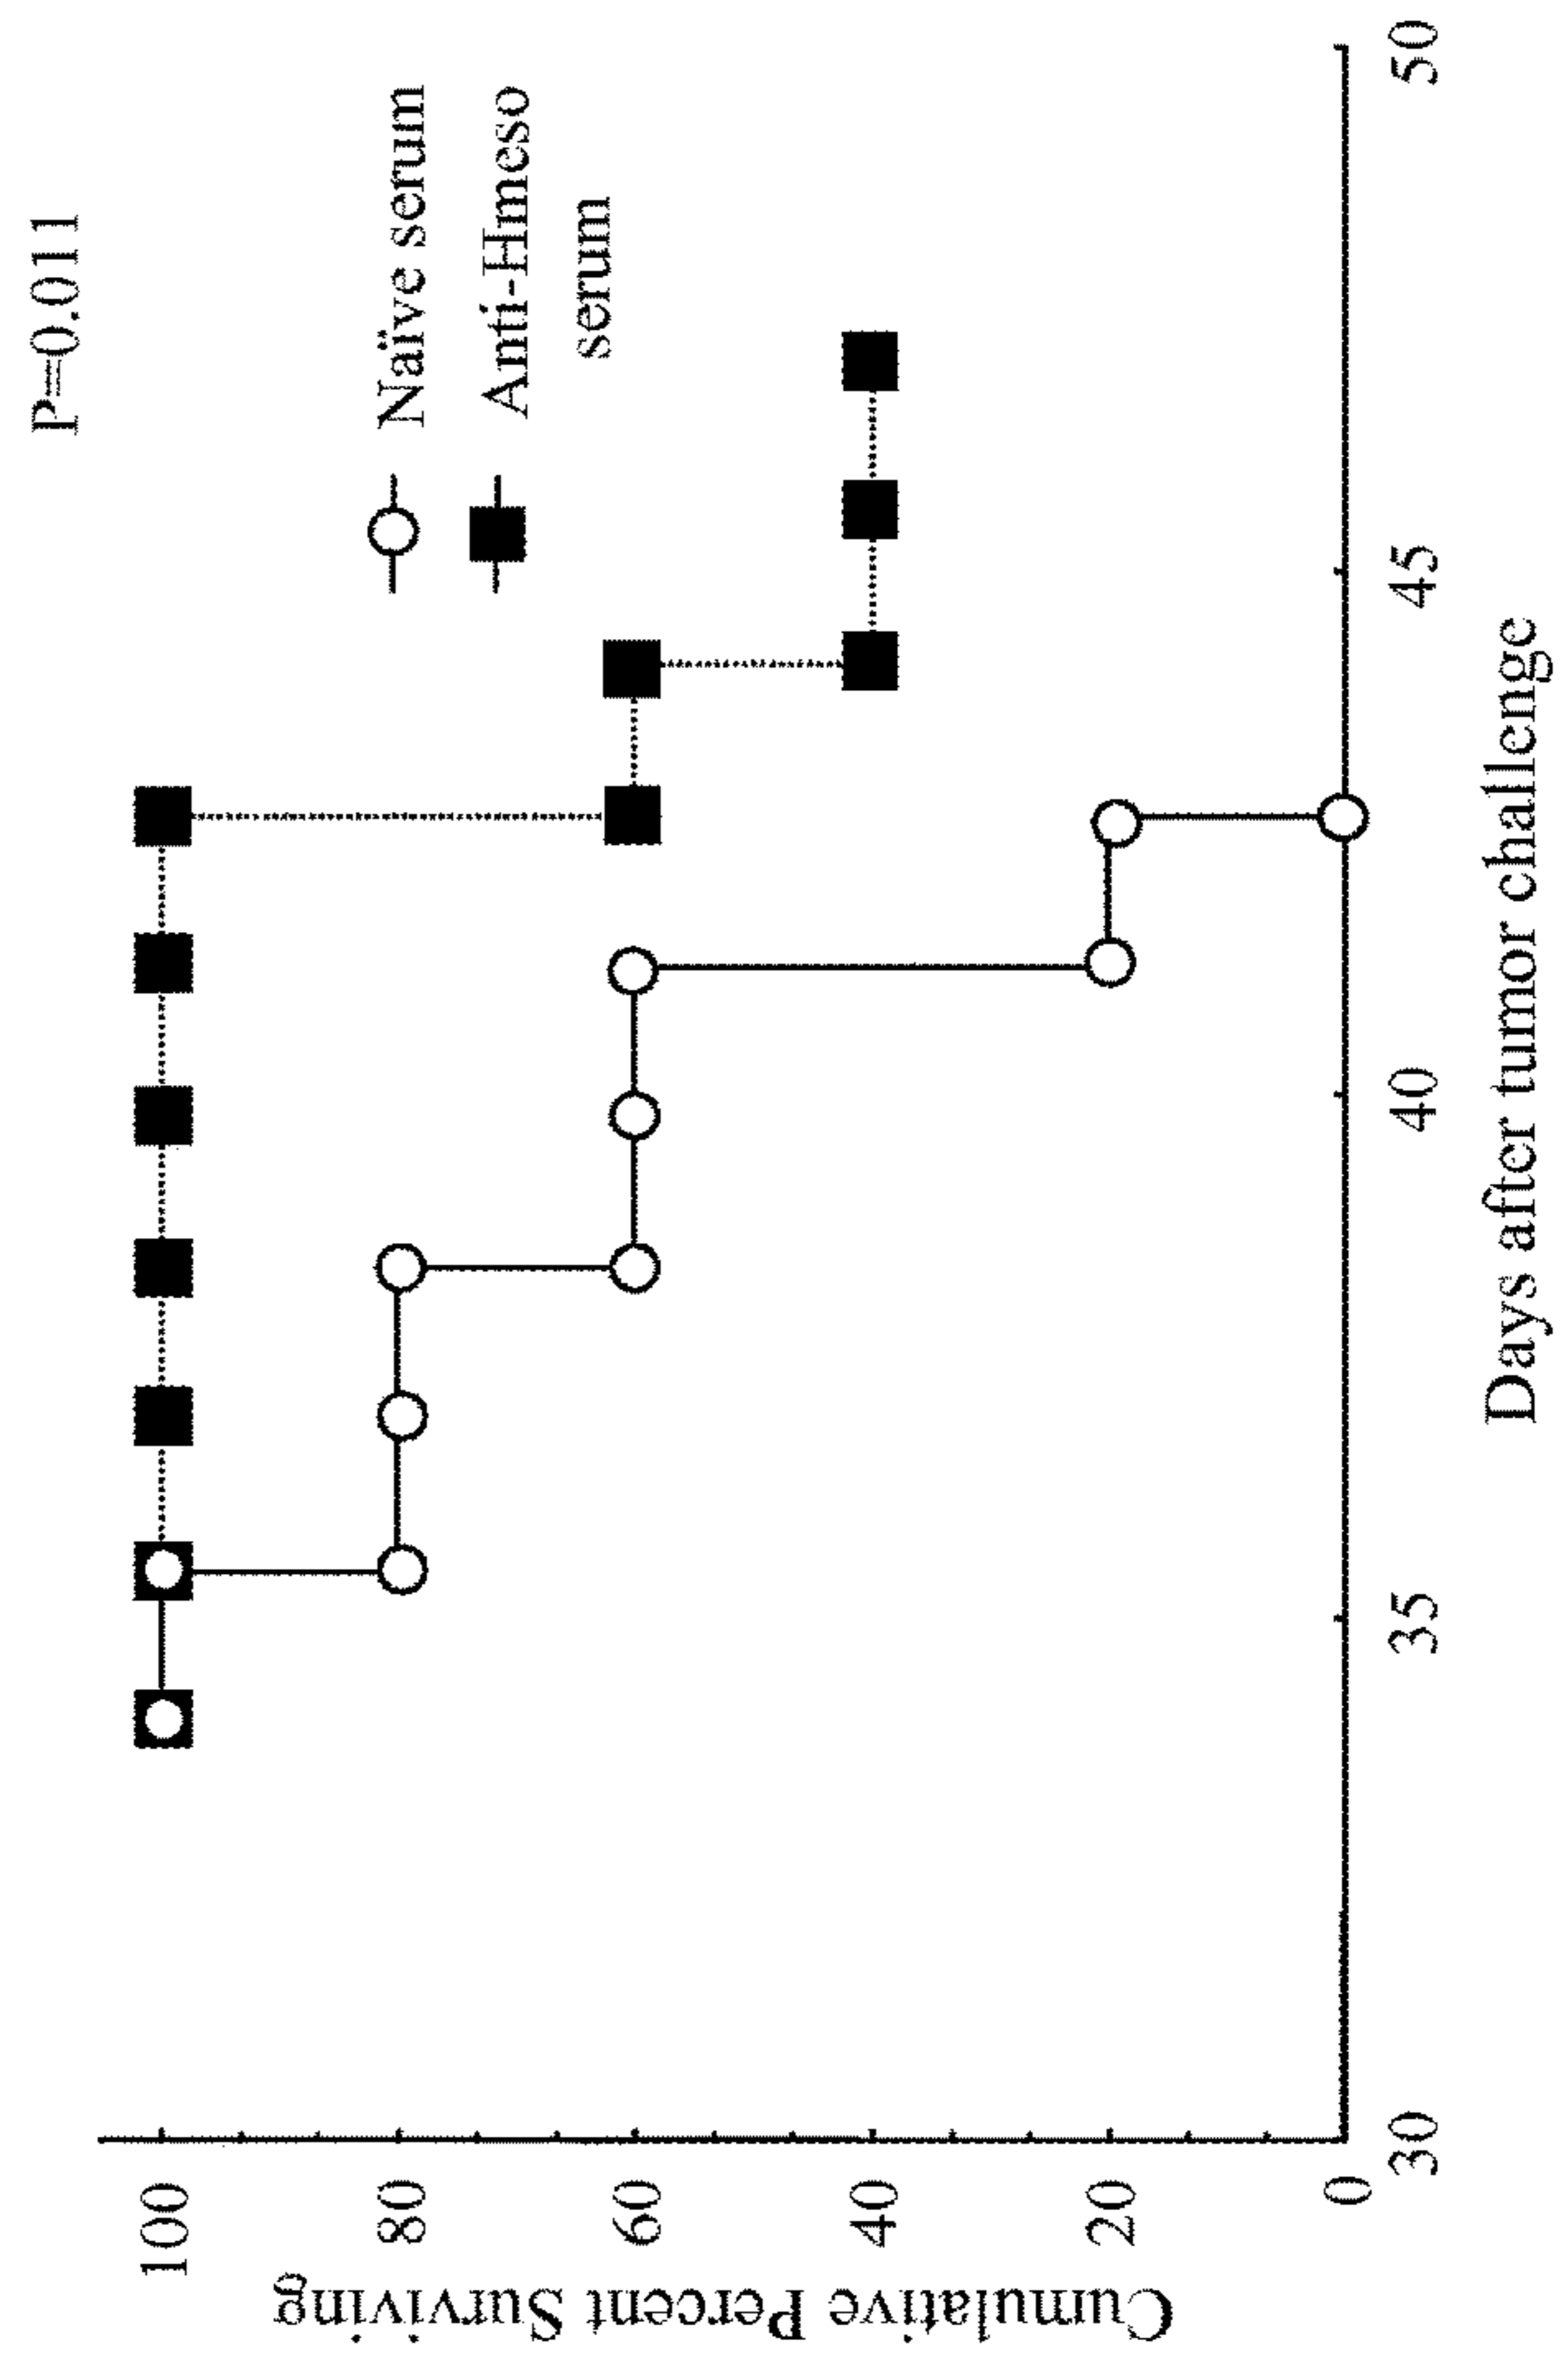 P=0.011
Naïve serum
Anti-Hmeso
serum
Cumulative Percent Surviving
100
80
60
40
20
0
30
35
40
45
50
Days after tumor challenge